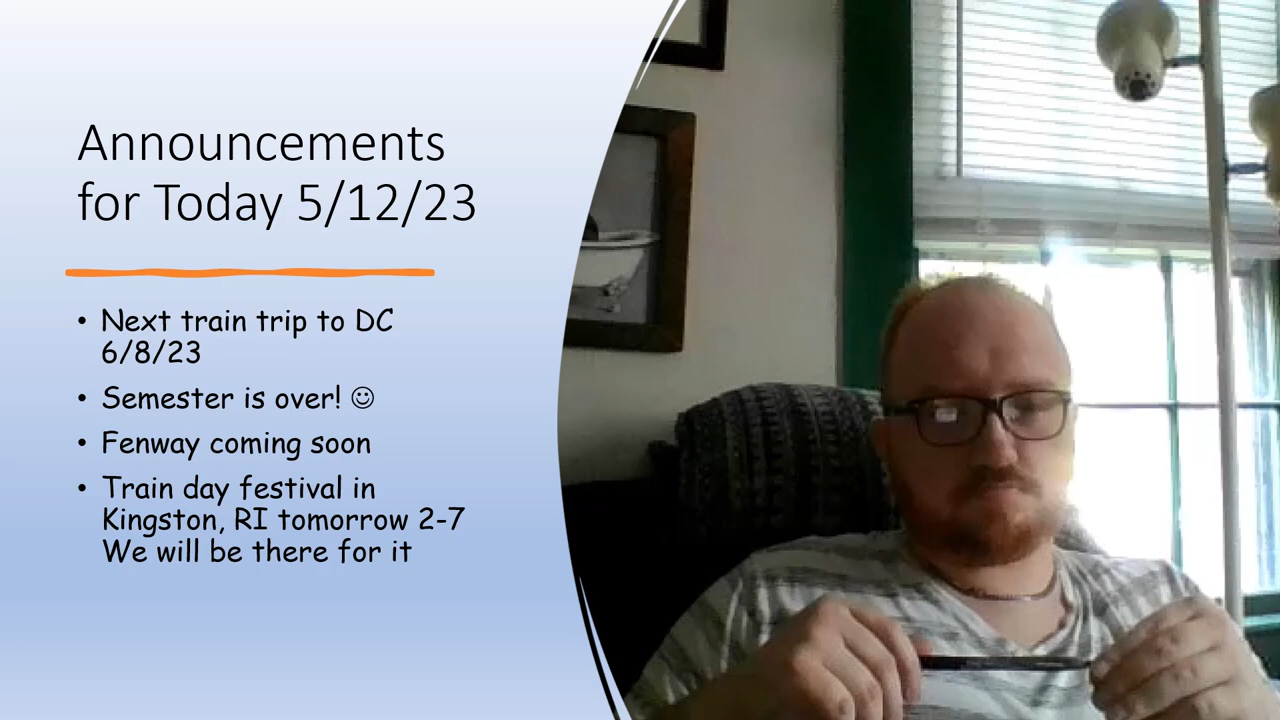 Announcements
for Today 5/12/23
• Next train trip to DC
6/8/23
• Semester is over! ☺
• Fenway coming soon
• Train day festival in
Kingston, RI tomorrow 2-7
We will be there for it